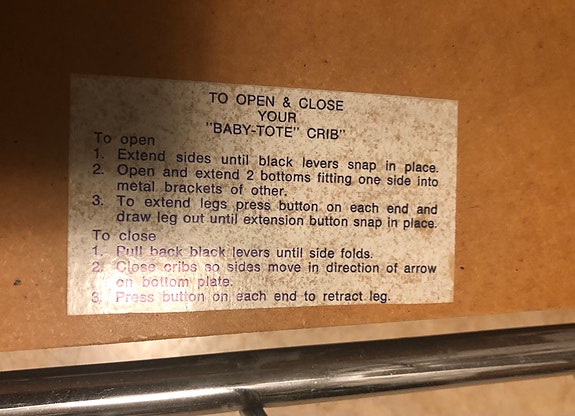 TO OPEN & CLOSE
YOUR
"BABY-TOTE" CRIB"
To open
1. Extend sides until black levers snap in place.
2. Open and extend 2 bottoms fitting one side into
metal brackets of other.
3. To extend legs press button on each end and
draw leg out until extension button snap in place.
To close
1. Pull back black levers until side folds.
2. Close cribs so sides move in direction of arrow
on bottom plate.
3. Press button on each end to retract leg.